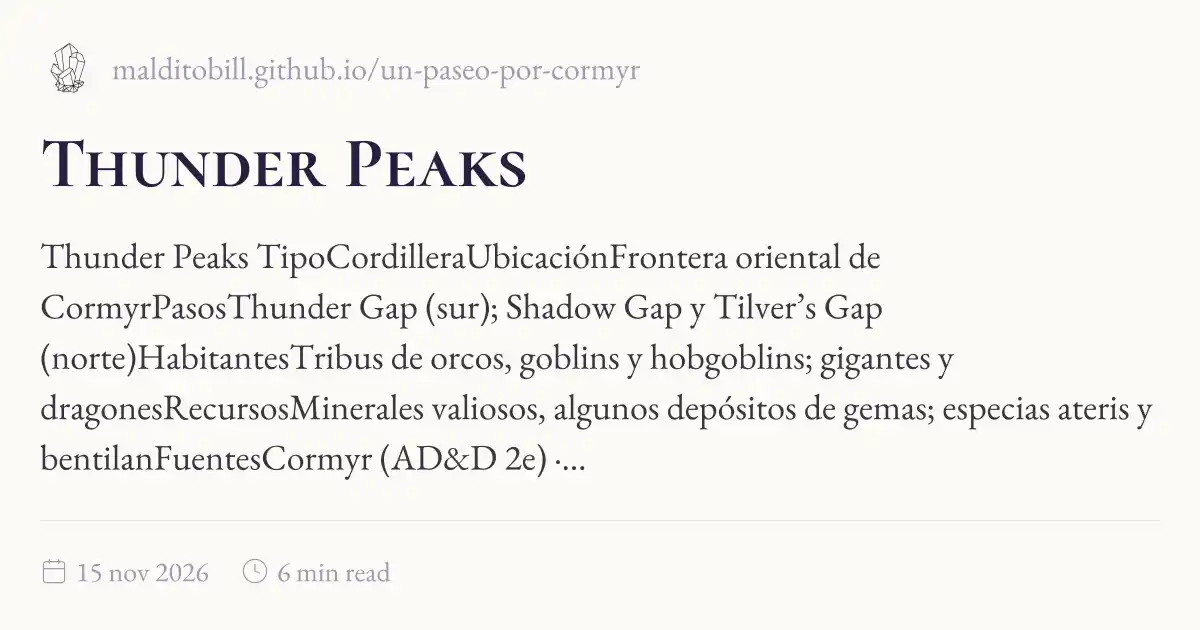 malditobill.github.io/un-paseo-por-cormyr
Thunder Peaks
Thunder Peaks TipoCordilleraUbicaciónFrontera oriental de
CormyrPasosThunder Gap (sur); Shadow Gap y Tilver’s Gap
(norte)HabitantesTribus de orcos, goblins y hobgoblins; gigantes y
dragonesRecursosMinerales valiosos, algunos depósitos de gemas; especias ateris y
bentilanFuentesCormyr (AD&D 2e) ·...
15 nov 2026 6 min read